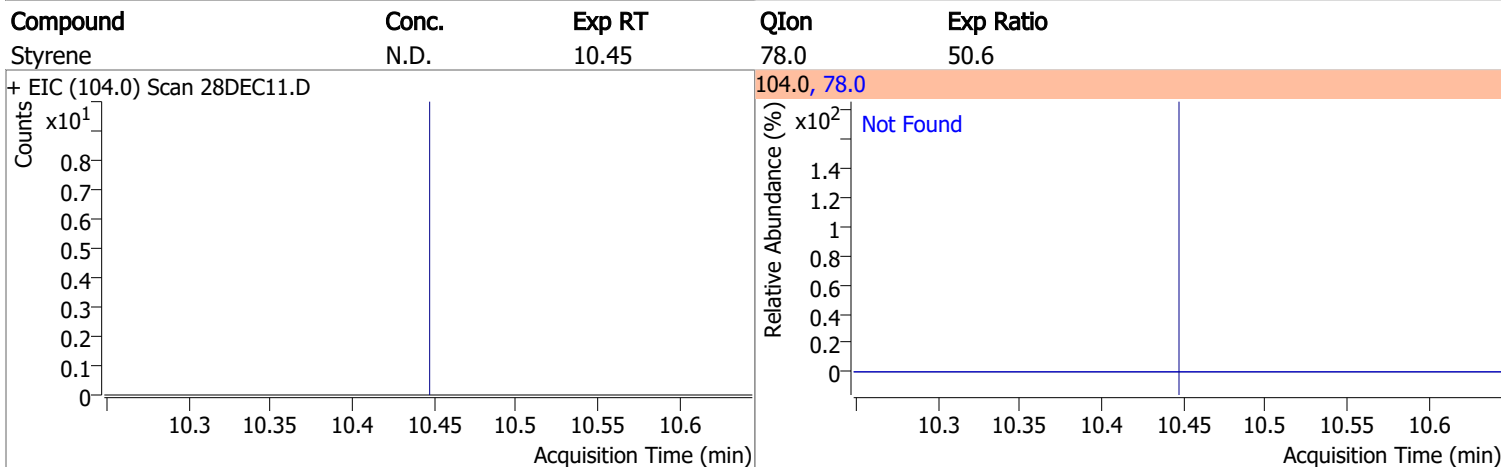 Compound Conc. Exp RT QIon Exp Ratio
Styrene N.D. 10.45 78.0 50.6
+ EIC (104.0) Scan 28DEC11.D
Counts
x10^1
0.8
0.7
0.6
0.5
0.4
0.3
0.2
0.1
0
10.3 10.35 10.4 10.45 10.5 10.55 10.6
Acquisition Time (min)
104.0, 78.0
Relative Abundance (%)
x10^2
Not Found
1.4
1.2
1
0.8
0.6
0.4
0.2
0
10.3 10.35 10.4 10.45 10.5 10.55 10.6
Acquisition Time (min)